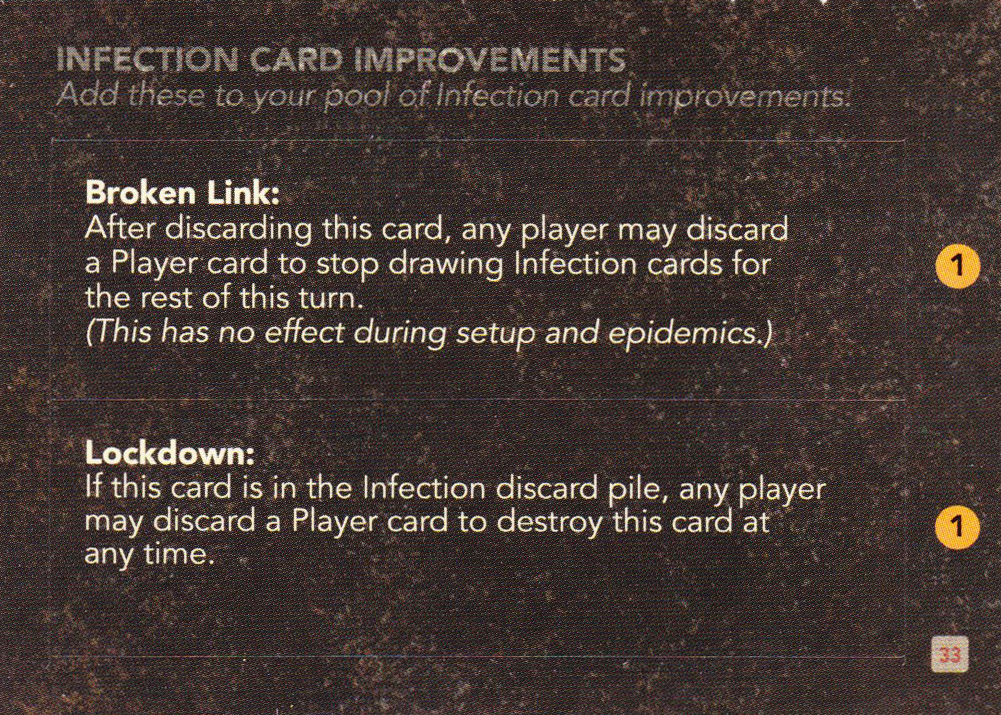 INFECTION CARD IMPROVEMENTS
Add these to your pool of Infection card improvements.
Broken Link:
After discarding this card, any player may discard
a Player card to stop drawing Infection cards for
the rest of this turn.
(This has no effect during setup and epidemics.)
1
Lockdown:
If this card is in the Infection discard pile, any player
may discard a Player card to destroy this card at
any time.
1
33